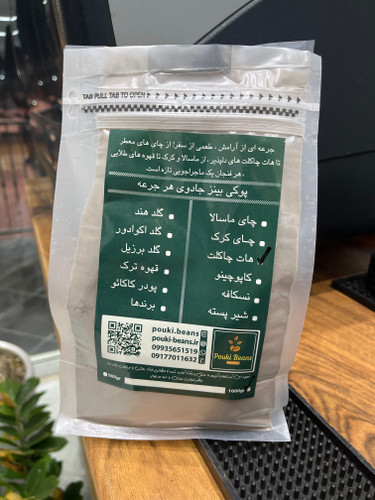 TAB PULL TAB TO OPEN
جرعه ای از آرامش ، طعمی از سفر! از چای های معطر
تا هات چاکلت های دلپذیر ، از ماسالا و کرک تا قهوه های طلایی
، هر فنجان یک ماجراجویی تازه است .
پوکی بینز جادوی هر جرعه
چای ماسالا
چای کرک
هات چاکلت
کاپوچینو
نسکافه
شیر پسته
گلد هند
گلد اکوادور
گلد برزیل
قهوه ترک
پودر کاکائو
برندها
pouki.beans
pouki-beans.ir
09935651519
09177011632
Pouki Beans
500gr
1000gr